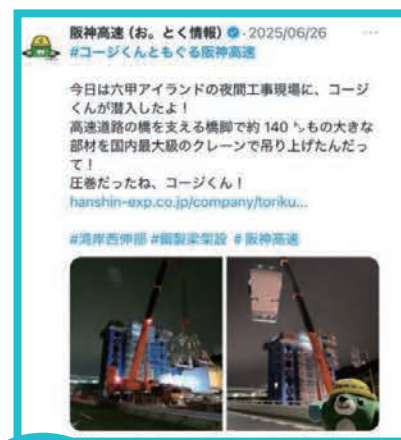 阪神高速（お。とく情報） · 2025/06/26 …
#コージくんともぐる阪神高速
今日は六甲アイランドの夜間工事現場に、コージ
くんが潜入したよ！
高速道路の橋を支える橋脚で約 140 ㌧もの大きな
部材を国内最大級のクレーンで吊り上げたんだっ
て！
圧巻だったね、コージくん！
hanshin-exp.co.jp/company/toriku...
#湾岸西伸部 #鋼製梁架設 # 阪神高速